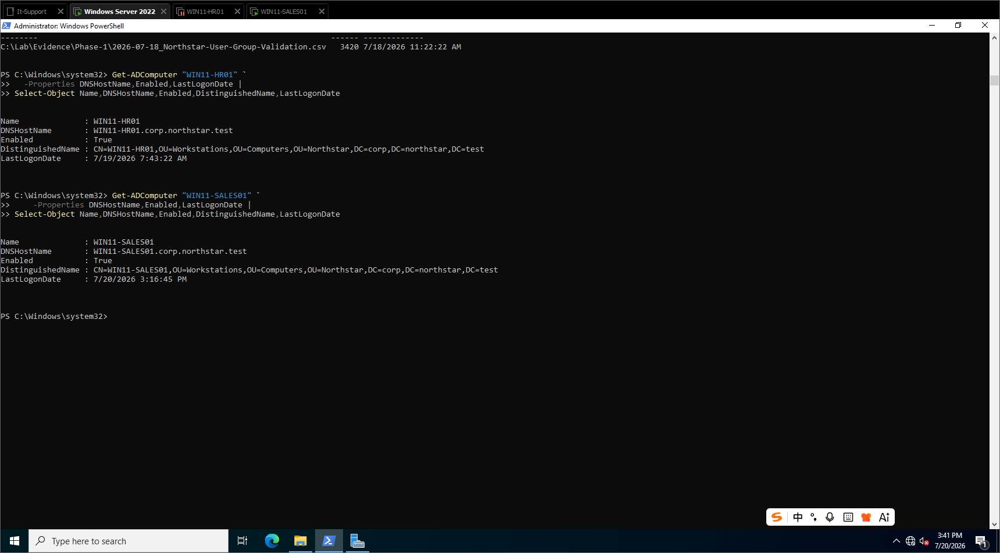 It-Support
Windows Server 2022
WIN11-HR01
WIN11-SALES01
Administrator: Windows PowerShell
-------- ------ -------------
C:\Lab\Evidence\Phase-1\2026-07-18_Northstar-User-Group-Validation.csv   3420 7/18/2026 11:22:22 AM
PS C:\Windows\system32> Get-ADComputer "WIN11-HR01" `
>>   -Properties DNSHostName,Enabled,LastLogonDate |
>> Select-Object Name,DNSHostName,Enabled,DistinguishedName,LastLogonDate
Name              : WIN11-HR01
DNSHostName       : WIN11-HR01.corp.northstar.test
Enabled           : True
DistinguishedName : CN=WIN11-HR01,OU=Workstations,OU=Computers,OU=Northstar,DC=corp,DC=northstar,DC=test
LastLogonDate     : 7/19/2026 7:43:22 AM
PS C:\Windows\system32> Get-ADComputer "WIN11-SALES01" `
>>     -Properties DNSHostName,Enabled,LastLogonDate |
>> Select-Object Name,DNSHostName,Enabled,DistinguishedName,LastLogonDate
Name              : WIN11-SALES01
DNSHostName       : WIN11-SALES01.corp.northstar.test
Enabled           : True
DistinguishedName : CN=WIN11-SALES01,OU=Workstations,OU=Computers,OU=Northstar,DC=corp,DC=northstar,DC=test
LastLogonDate     : 7/20/2026 3:16:45 PM
PS C:\Windows\system32>
S 中 °, Ai
Type here to search
3:41 PM
7/20/2026
1